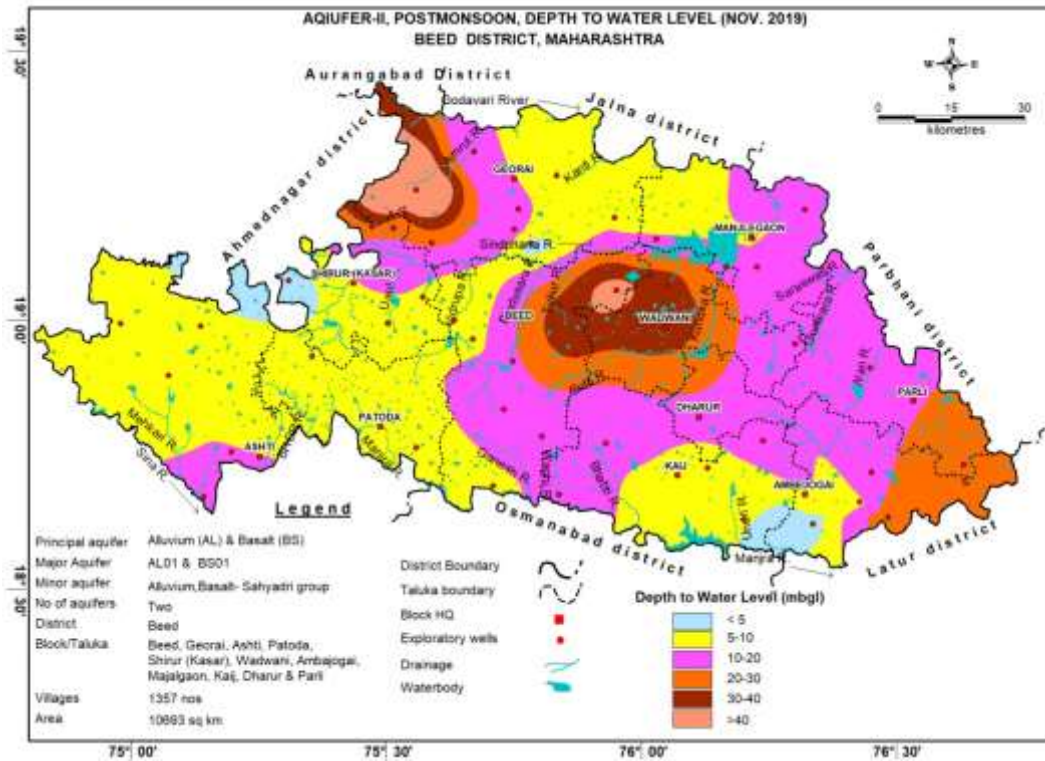 AQIUFER-II, POSTMONSOON, DEPTH TO WATER LEVEL (NOV. 2019)
BEED DISTRICT, MAHARASHTRA
19° 30'
N
W E
S
0 15 30
kilometres
Aurangabad District
Godavari River
Jalna district
Ahmadnagar district
GEORAI
Sindphana R.
MANJLEGAON
Parbhani district
SHIRUR (KASAR)
19° 00'
BEED
WADWANI
PARLI
DHARUR
PATODA
Mehkari R.
ASHTI
Sina R.
KAIJ
AMBEJOGAI
Osmanabad district
Latur district
18° 30'
Legend
Principal aquifer Alluvium (AL) & Basalt (BS)
Major Aquifer AL01 & BS01
Minor aquifer Alluvium,Basalt- Sahyadri group
No of aquifers Two
District Beed
Block/Taluka Beed, Georai, Ashti, Patoda,
Shirur (Kasar), Wadwani, Ambajogai,
Majalgaon, Kaij, Dharur & Parli
Villages 1357 nos
Area 10693 sq km
District Boundary
Taluka boundary
Block HQ
Exploratory wells
Drainage
Waterbody
Depth to Water Level (mbgl)
< 5
5-10
10-20
20-30
30-40
>40
75° 00' 75° 30' 76° 00' 76° 30'